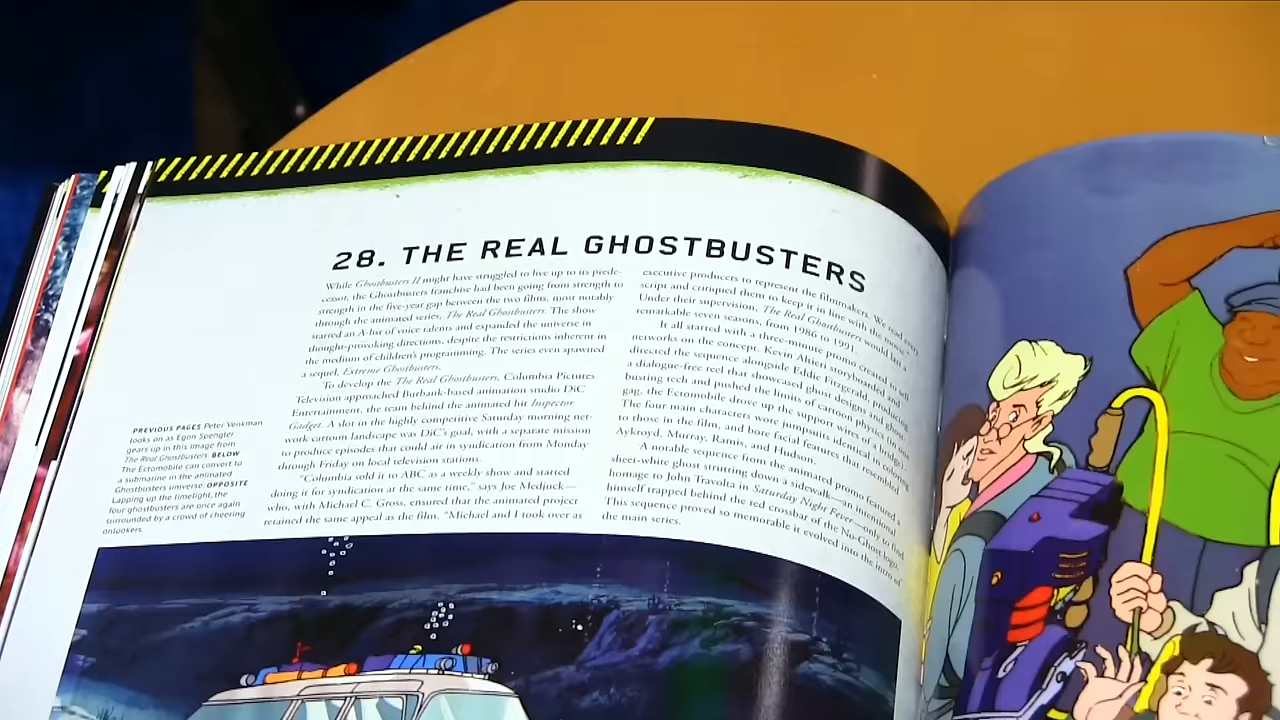 28. THE REAL GHOSTBUSTERS
While Ghostbusters II might have struggled to live up to its prede-
cessor, the Ghostbusters franchise had been going from strength to
strength in the five-year gap between the two films, most notably
through the animated series, The Real Ghostbusters. The show
starred an A-list of voice talents and expanded the universe in
thought-provoking directions, despite the restrictions inherent in
the medium of children's programming. The series even spawned
a sequel, Extreme Ghostbusters.
To develop the The Real Ghostbusters, Columbia Pictures
Television approached Burbank-based animation studio DiC
Entertainment, the team behind the animated hit Inspector
Gadget. A slot in the highly competitive Saturday morning net-
work cartoon landscape was DiC's goal, with a separate mission
to produce episodes that could air in syndication from Monday
through Friday on local television stations.
"Columbia sold it to ABC as a weekly show and started
doing it for syndication at the same time," says Joe Medjuck—
who, with Michael C. Gross, ensured that the animated project
retained the same appeal as the film. "Michael and I took over as
executive producers to represent the filmmakers. We read every
script and critiqued them to keep it in line with the movie."
Under their supervision, The Real Ghostbusters would last a
remarkable seven seasons, from 1986 to 1991.
It all started with a three-minute promo created to sell
networks on the concept. Kevin Altieri storyboarded and
directed the sequence alongside Eddie Fitzgerald, producing
a dialogue-free reel that showcased ghost designs and ghost-
busting tech and pushed the limits of cartoon physics. In one
gag, the Ectomobile drove up the support wires of a bridge.
The four main characters wore jumpsuits identical in color
to those in the film, and bore facial features that resembled
Aykroyd, Murray, Ramis, and Hudson.
A notable sequence from the animated promo featured a
sheer-white ghost strutting down a sidewalk—an intentional
homage to John Travolta in Saturday Night Fever—only to find
himself trapped behind the red crossbar of the No-Ghost logo.
This sequence proved so memorable it evolved into the intro of
the main series.
PREVIOUS PAGES Peter Venkman
looks on as Egon Spengler
gears up in this image from
The Real Ghostbusters. BELOW
The Ectomobile can convert to
a submarine in the animated
Ghostbusters universe. OPPOSITE
Lapping up the limelight, the
four ghostbusters are once again
surrounded by a crowd of cheering
onlookers.